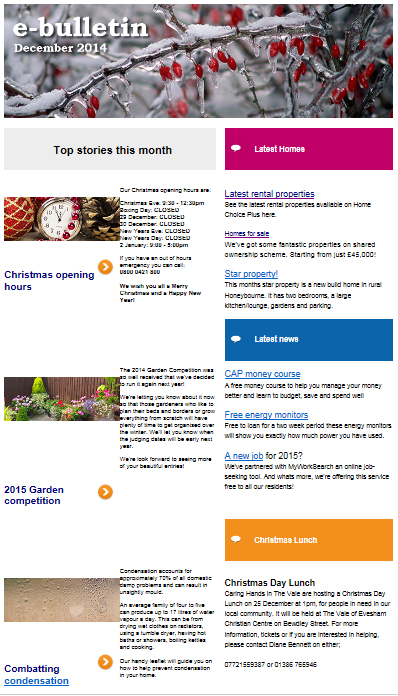 e-bulletin
December 2014
Top stories this month
Our Christmas opening hours are:
Christmas Eve: 9:30 - 12:30pm
Boxing Day: CLOSED
29 December: CLOSED
30 December: CLOSED
New Years Eve: CLOSED
New Years Day: CLOSED
2 January: 9:00 - 5:00pm
If you have an out of hours
emergency you can call:
0800 0421 800
We wish you all a Merry
Christmas and a Happy New
Year!
Christmas opening
hours
The 2014 Garden Competition was
so well received that we've decided
to run it again next year!
We're letting you know about it now
so that those gardeners who like to
plan their beds and borders or grow
everything from scratch will have
plenty of time to get organised over
the winter. We'll let you know when
the judging dates will be early next
year.
We're look forward to seeing more
of your beautiful entries!
2015 Garden
competition
Condensation accounts for
approximately 70% of all domestic
damp problems and can result in
unsightly mould.
An average family of four to five
can produce up to 17 litres of water
vapour a day. This can be from
drying wet clothes on radiators,
using a tumble dryer, having hot
baths or showers, boiling kettles
and cooking.
Our handy leaflet will guide you on
how to help prevent condensation
in your home.
Combatting
condensation
Latest Homes
Latest rental properties
See the latest rental properties available on Home
Choice Plus here.
Homes for sale
We've got some fantastic properties on shared
ownership scheme. Starting from just £45,000!
Star property!
This months star property is a new build home in rural
Honeybourne. It has two bedrooms, a large
kitchen/lounge, gardens and parking.
Latest news
CAP money course
A free money course to help you manage your money
better and learn to budget, save and spend well
Free energy monitors
Free to loan for a two week period these energy monitors
will show you exactly how much power you have used.
A new job for 2015?
We've partnered with MyWorkSearch an online job-
seeking tool. And whats more, we're offering this service
free to all our residents!
Christmas Lunch
Christmas Day Lunch
Caring Hands in The Vale are hosting a Christmas Day
Lunch on 25 December at 1pm, for people in need in our
local community. It will be held at The Vale of Evesham
Christian Centre on Bewdley Street. For more
information, tickets or if you are interested in helping,
please contact Diane Bennett on either;
07721559387 or 01386 765946